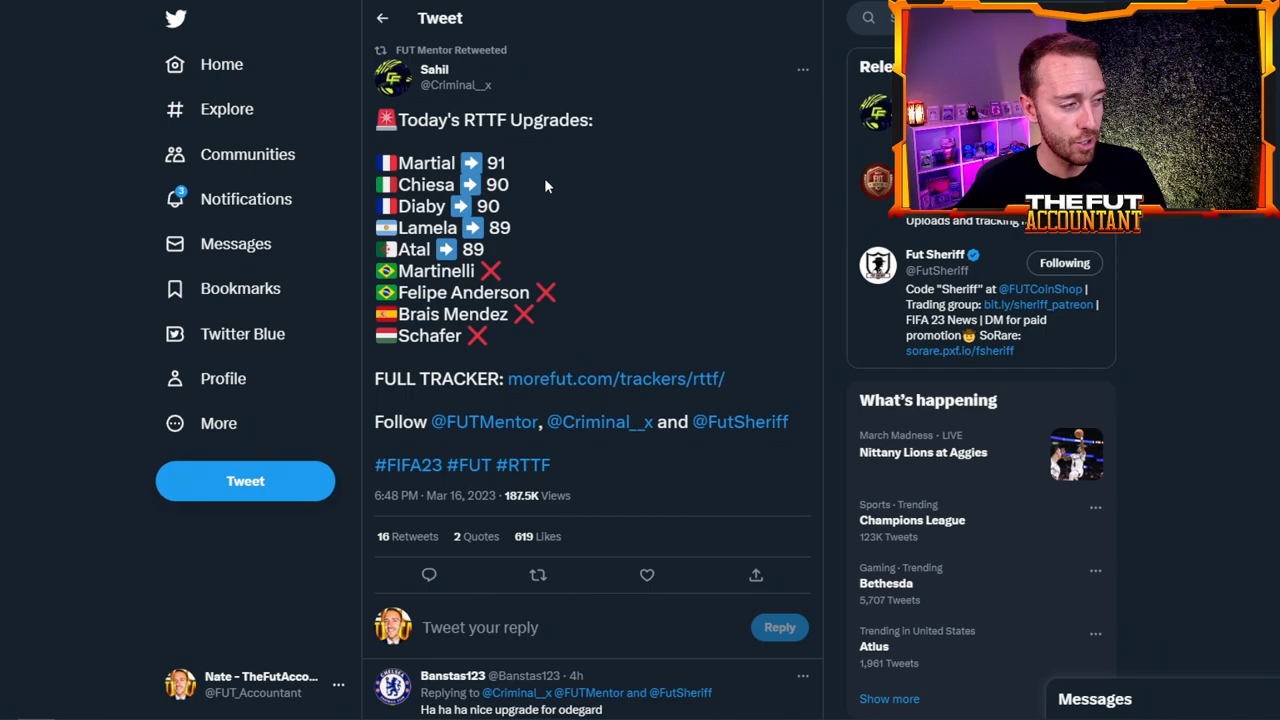 Tweet
Home
Explore
Communities
3
Notifications
Messages
Bookmarks
Twitter Blue
Profile
More
Tweet
Nate - TheFutAcco...
@FUT_Accountant
FUT Mentor Retweeted
Sahil
@Criminal__x
Today's RTTF Upgrades:
Martial 91
Chiesa 90
Diaby 90
Lamela 89
Atal 89
Martinelli
Felipe Anderson
Brais Mendez
Schafer
FULL TRACKER: morefut.com/trackers/rttf/
Follow @FUTMentor, @Criminal__x and @FutSheriff
#FIFA23 #FUT #RTTF
6:48 PM · Mar 16, 2023 · 187.5K Views
16 Retweets 2 Quotes 619 Likes
Tweet your reply
Reply
Banstas123 @Banstas123 · 4h
Replying to @Criminal__x @FUTMentor and @FutSheriff
Ha ha ha nice upgrade for odegard
THE FUT
ACCOUNTANT
Uploads and tracking
Fut Sheriff
@FutSheriff
Following
Code "Sheriff" at @FUTCoinShop |
Trading group: bit.ly/sheriff_patreon |
FIFA 23 News | DM for paid
promotion SoRare:
sorare.pxf.io/fsheriff
What's happening
March Madness · LIVE
Nittany Lions at Aggies
Sports · Trending
Champions League
123K Tweets
Gaming · Trending
Bethesda
5,707 Tweets
Trending in United States
Atlus
1,961 Tweets
Show more
Messages